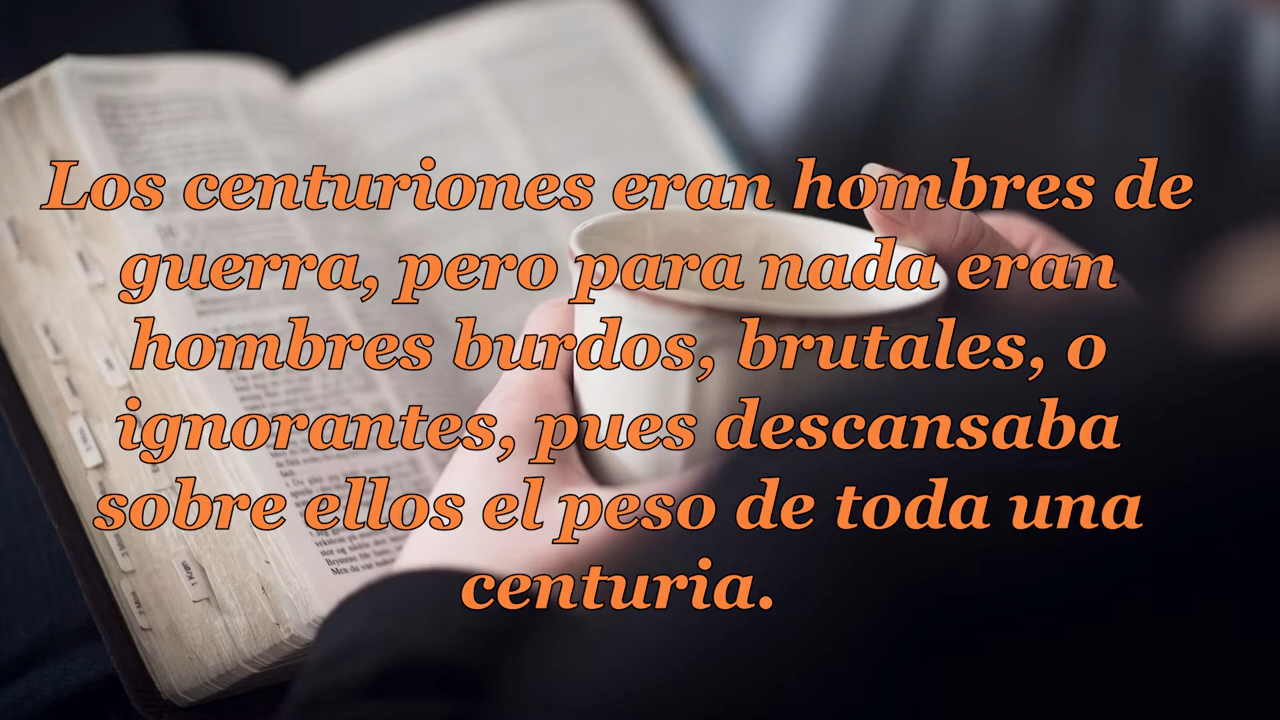 Los centuriones eran hombres de
guerra, pero para nada eran
hombres burdos, brutales, o
ignorantes, pues descansaba
sobre ellos el peso de toda una
centuria.